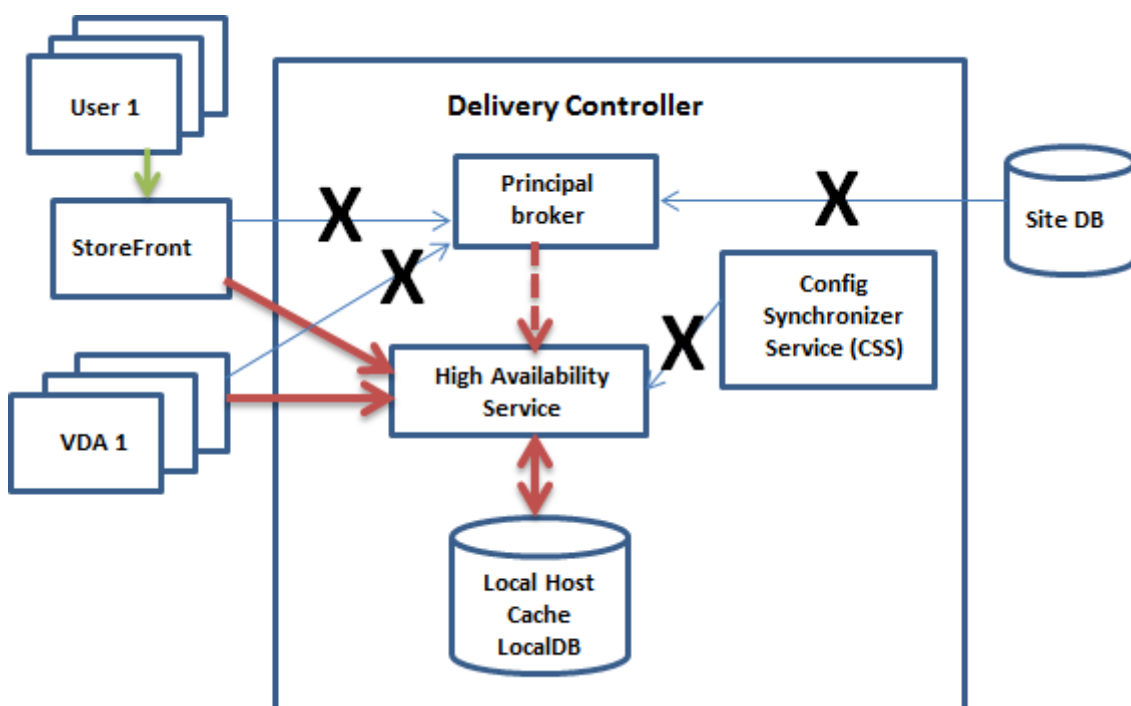 User 1
Delivery Controller
Principal
broker
X
X
StoreFront
Site DB
X
Config
Synchronizer
Service (CSS)
X
High Availability
Service
VDA 1
Local Host
Cache
LocalDB